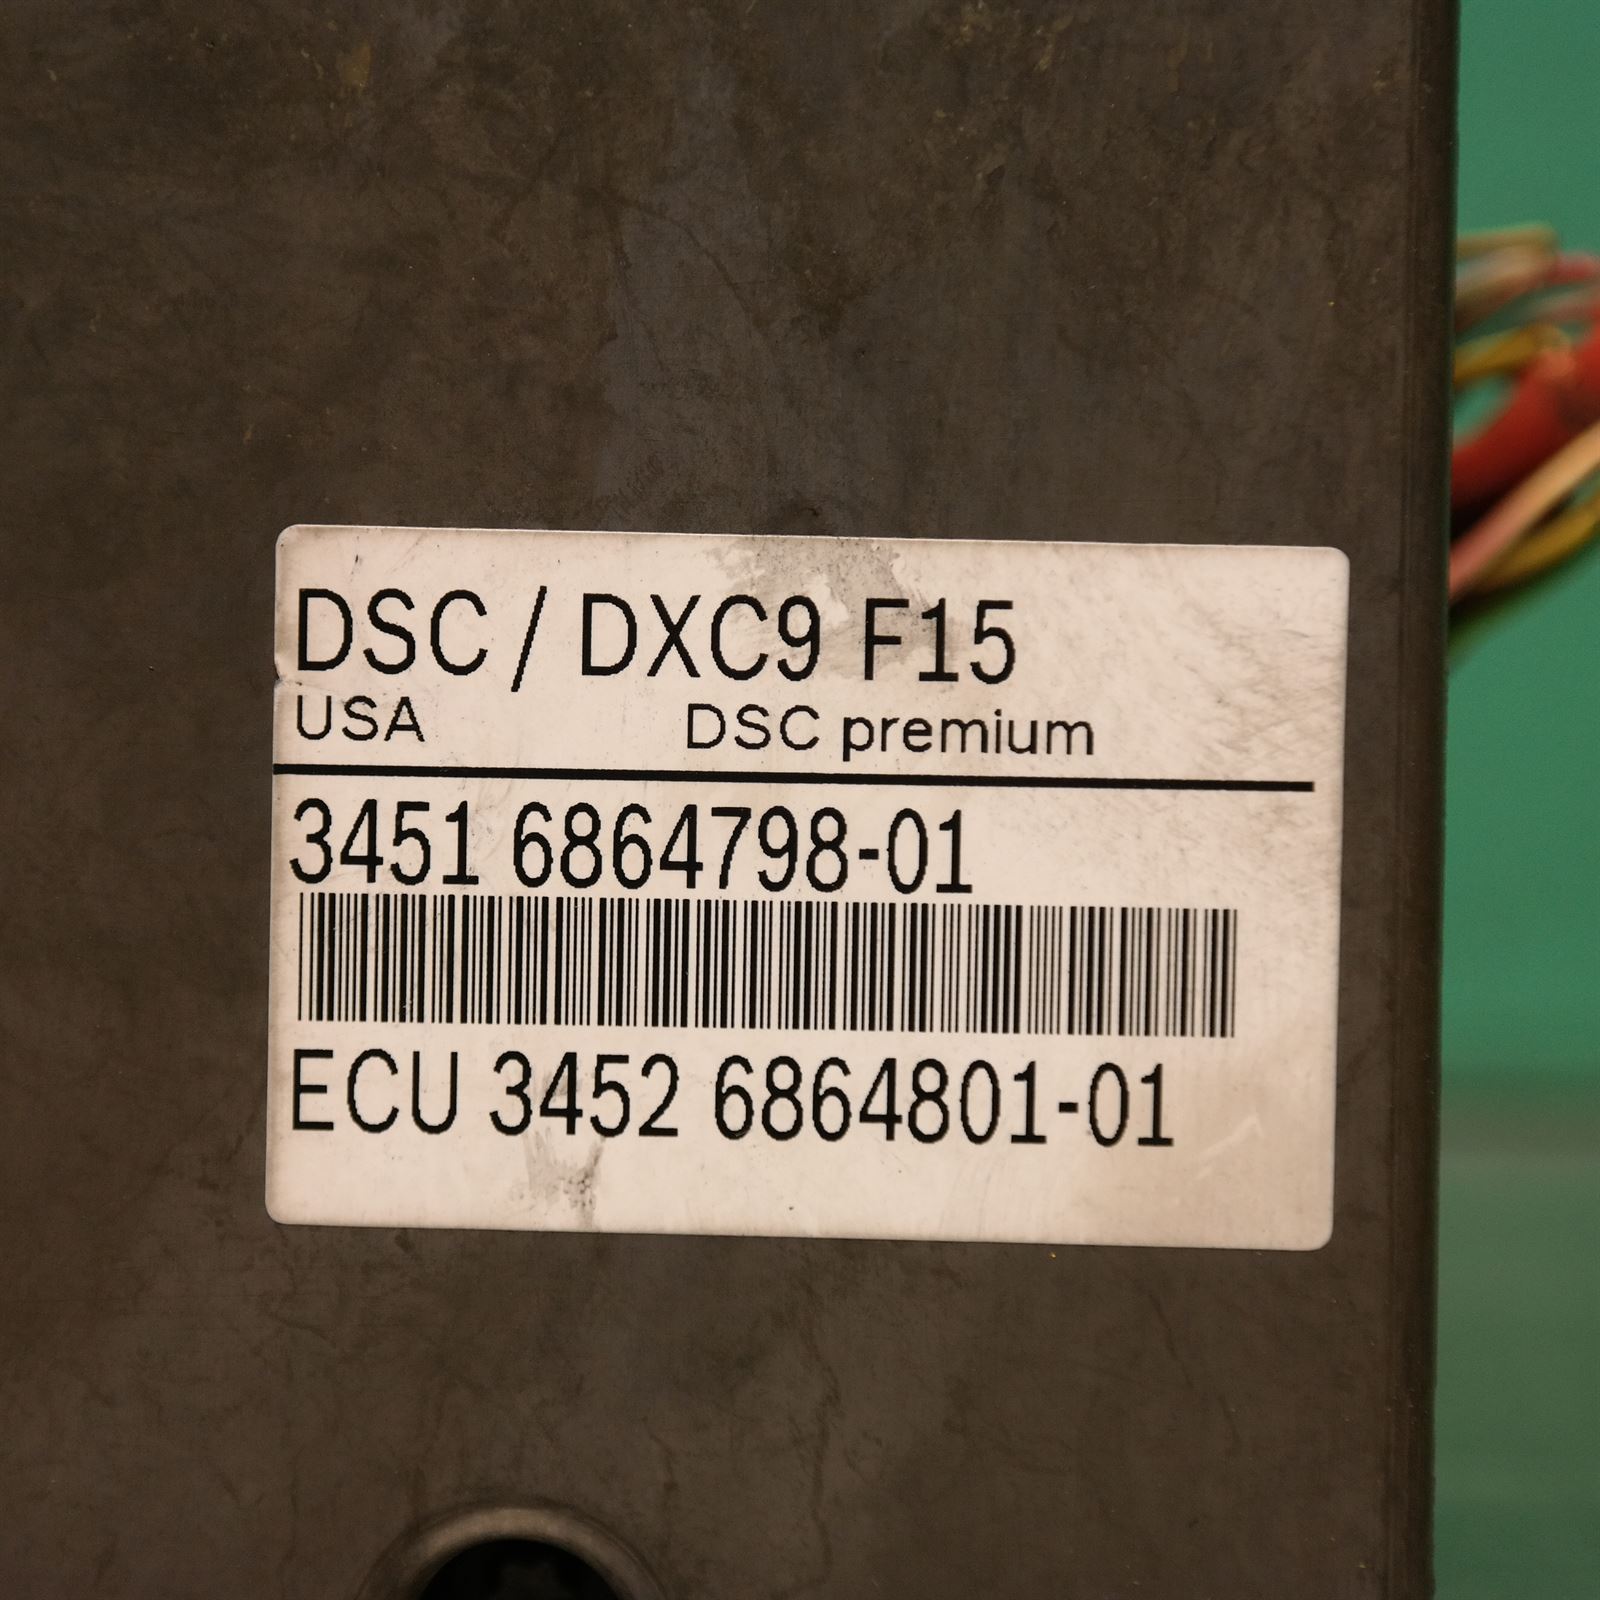 DSC / DXC9 F15
USA DSC premium
3451 6864798-01
ECU 3452 6864801-01